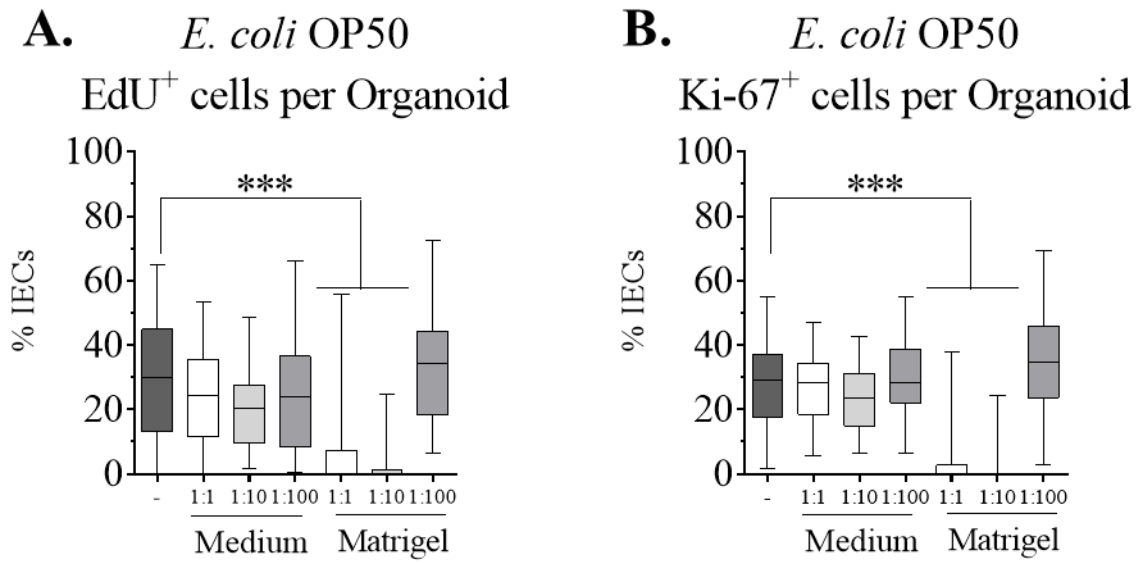 A.
E. coli OP50
EdU⁺ cells per Organoid
100
80
60
40
20
0
% IECs
***
- 1:1 1:10 1:100 1:1 1:10 1:100
Medium Matrigel
B.
E. coli OP50
Ki-67⁺ cells per Organoid
100
80
60
40
20
0
% IECs
***
- 1:1 1:10 1:100 1:1 1:10 1:100
Medium Matrigel